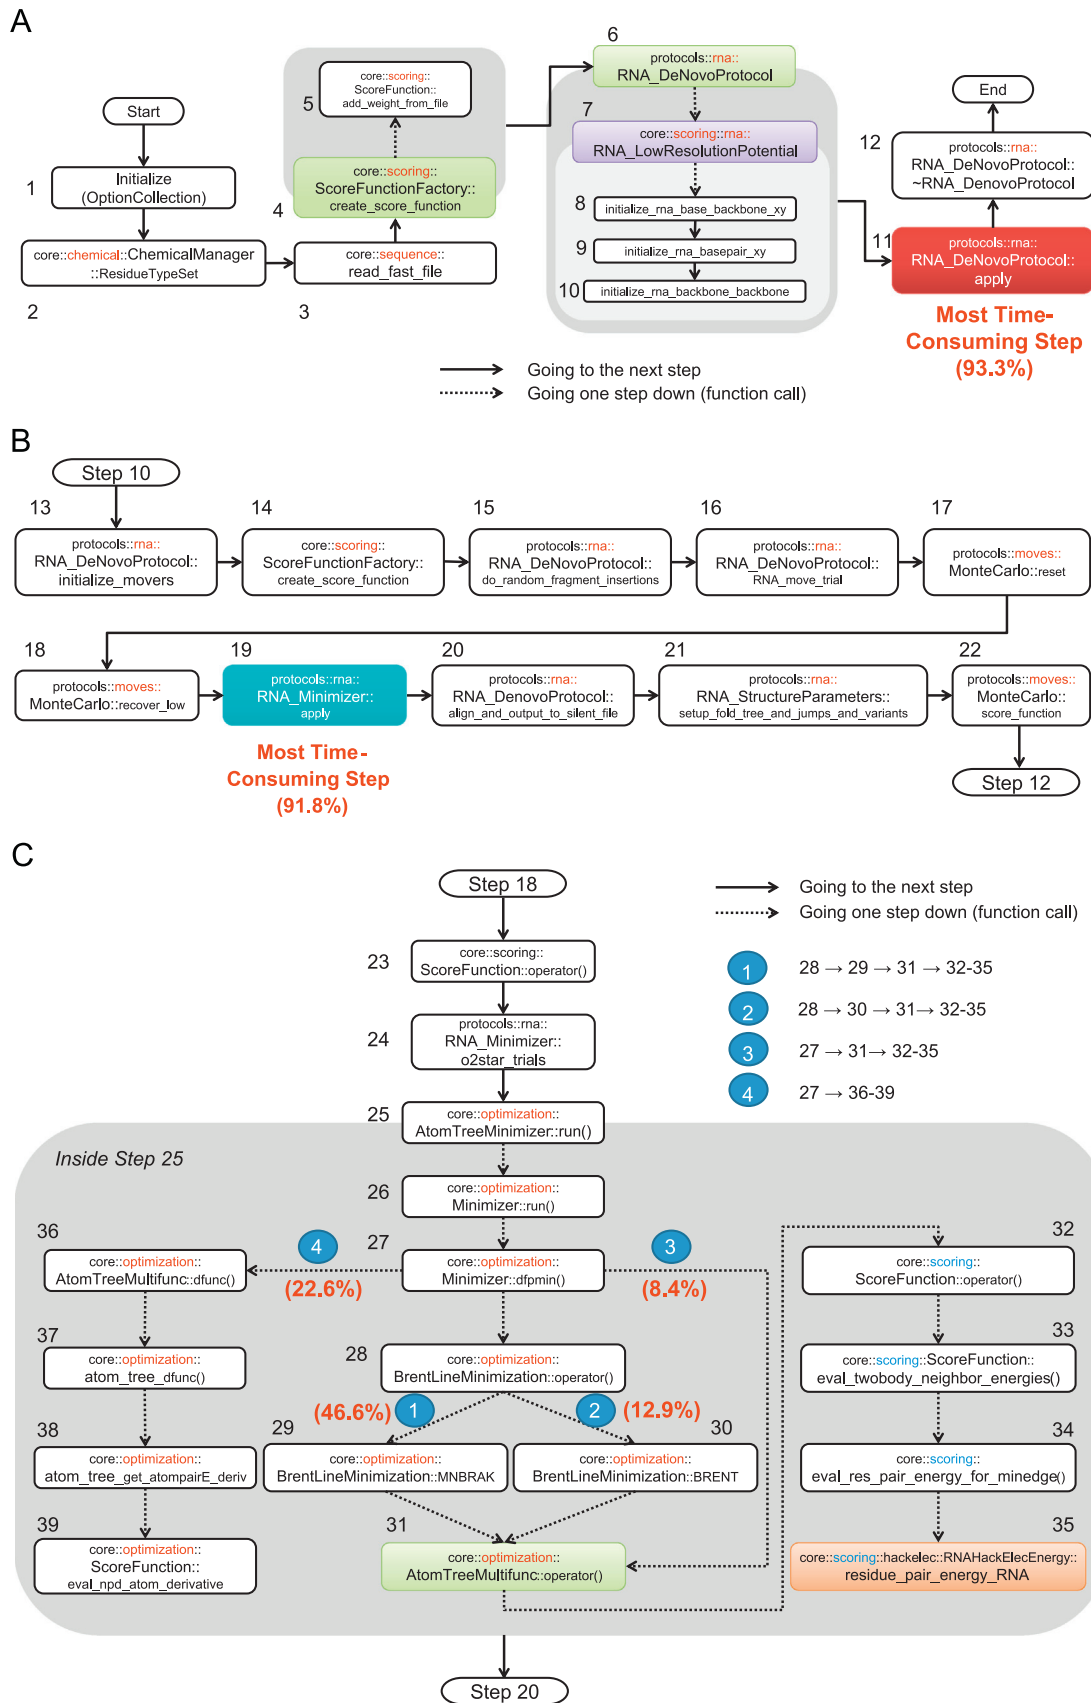 A
Start
1
Initialize
(OptionCollection)
core::chemical::ChemicalManager
::ResidueTypeSet
2
core::sequence::
read_fast_file
3
4
core::scoring::
ScoreFunctionFactory::
create_score_function
5
core::scoring::
ScoreFunction::
add_weight_from_file
6
protocols::rna::
RNA_DeNovoProtocol
7
core::scoring::rna::
RNA_LowResolutionPotential
8
initialize_rna_base_backbone_xy
9
initialize_rna_basepair_xy
10
initialize_rna_backbone_backbone
End
12
protocols::rna::
RNA_DeNovoProtocol::
~RNA_DenovoProtocol
11
protocols::rna::
RNA_DeNovoProtocol::
apply
Most Time-
Consuming Step
(93.3%)
Going to the next step
Going one step down (function call)
B
Step 10
13
protocols::rna::
RNA_DeNovoProtocol::
initialize_movers
14
core::scoring::
ScoreFunctionFactory::
create_score_function
15
protocols::rna::
RNA_DeNovoProtocol::
do_random_fragment_insertions
16
protocols::rna::
RNA_DeNovoProtocol::
RNA_move_trial
17
protocols::moves::
MonteCarlo::reset
18
protocols::moves::
MonteCarlo::recover_low
19
protocols::rna::
RNA_Minimizer::
apply
Most Time-
Consuming Step
(91.8%)
20
protocols::rna::
RNA_DenovoProtocol::
align_and_output_to_silent_file
21
protocols::rna::
RNA_StructureParameters::
setup_fold_tree_and_jumps_and_variants
22
protocols::moves::
MonteCarlo::
score_function
Step 12
C
Step 18
23
core::scoring::
ScoreFunction::operator()
24
protocols::rna::
RNA_Minimizer::
o2star_trials
25
core::optimization::
AtomTreeMinimizer::run()
Going to the next step
Going one step down (function call)
1
28 → 29 → 31 → 32-35
2
28 → 30 → 31→ 32-35
3
27 → 31→ 32-35
4
27 → 36-39
Inside Step 25
26
core::optimization::
Minimizer::run()
27
core::optimization::
Minimizer::dfpmin()
4
(22.6%)
3
(8.4%)
28
core::optimization::
BrentLineMinimization::operator()
(46.6%)
1
2
(12.9%)
29
core::optimization::
BrentLineMinimization::MNBRAK
30
core::optimization::
BrentLineMinimization::BRENT
31
core::optimization::
AtomTreeMultifunc::operator()
36
core::optimization::
AtomTreeMultifunc::dfunc()
37
core::optimization::
atom_tree_dfunc()
38
core::optimization::
atom_tree_get_atompairE_deriv
39
core::optimization::
ScoreFunction::
eval_npd_atom_derivative
32
core::scoring::
ScoreFunction::operator()
33
core::scoring::ScoreFunction::
eval_twobody_neighbor_energies()
34
core::scoring::
eval_res_pair_energy_for_minedge()
35
core::scoring::hackelec::RNAHackElecEnergy::
residue_pair_energy_RNA
Step 20